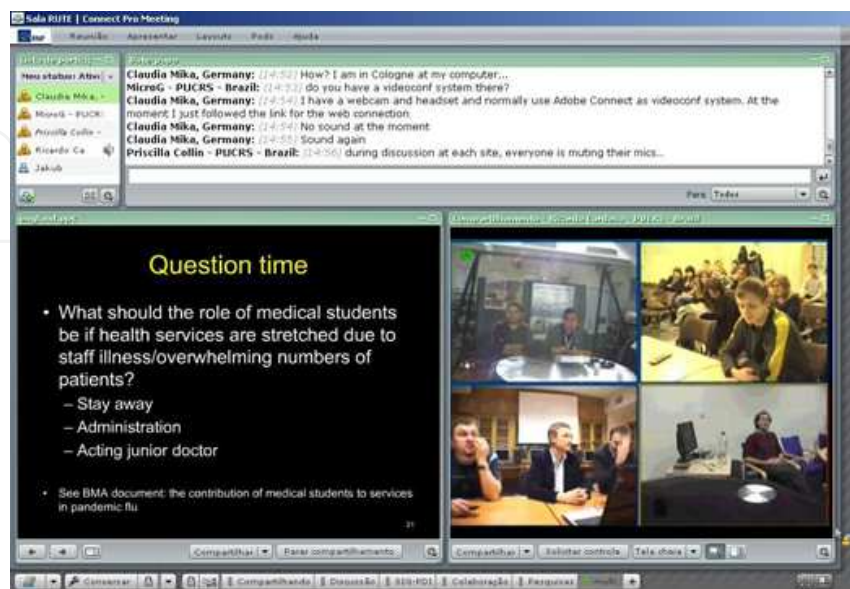 Sala RUTE | Connect Pro Meeting
Reunião Apresentar Layouts Pods Ajuda
Meu status: Ativo
Claudia Mika, Germany: [14:52] How? I am in Cologne at my computer...
MicroG - PUCRS - Brazil: [14:53] do you have a videoconf system there?
Claudia Mika, Germany: [14:54] I have a webcam and headset and normally use Adobe Connect as videoconf system. At the
moment I just followed the link for the web connection
Claudia Mika, Germany: [14:54] No sound at the moment
Claudia Mika, Germany: [14:55] Sound again
Priscilla Collin - PUCRS - Brazil: [14:56] during discussion at each site, everyone is muting their mics...
Claudia Mika, -
MicroG - PUCR
Priscilla Collin -
Ricardo Ca
Jakub
Para: Todos
Question time
• What should the role of medical students
be if health services are stretched due to
staff illness/overwhelming numbers of
patients?
– Stay away
– Administration
– Acting junior doctor
• See BMA document: the contribution of medical students to services
in pandemic flu
21
Compartilhar Parar compartilhamento
Compartilhar Solicitar controle Tela cheia
Conversar Compartilhando Discussão Colaboração Pesquisas